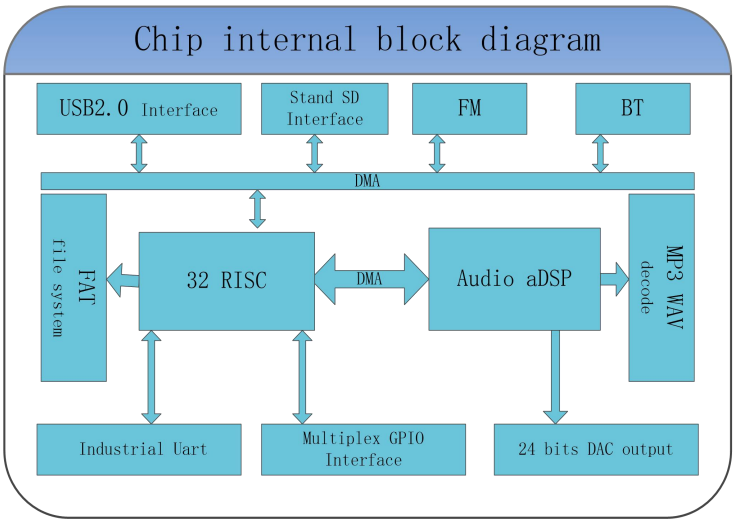 Chip internal block diagram
USB2.0 Interface
Stand SD
Interface
FM
BT
DMA
FAT
file system
32 RISC
DMA
Audio aDSP
MP3 WAV
decode
Industrial Uart
Multiplex GPIO
Interface
24 bits DAC output